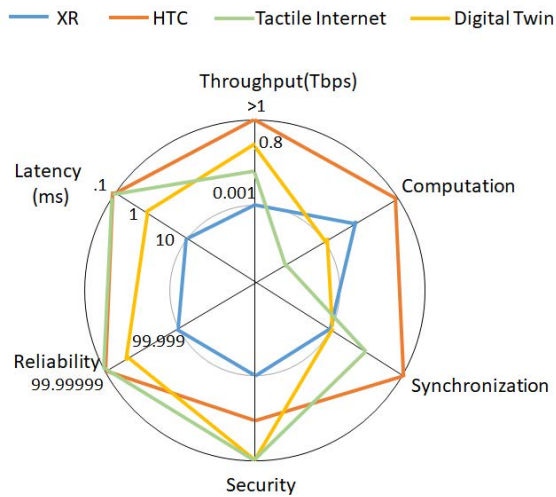 XR HTC Tactile Internet Digital Twin
Throughput(Tbps)
>1
0.8
Latency
(ms)
.1
0.001
Computation
1
10
99.999
Reliability
99.99999
Synchronization
Security